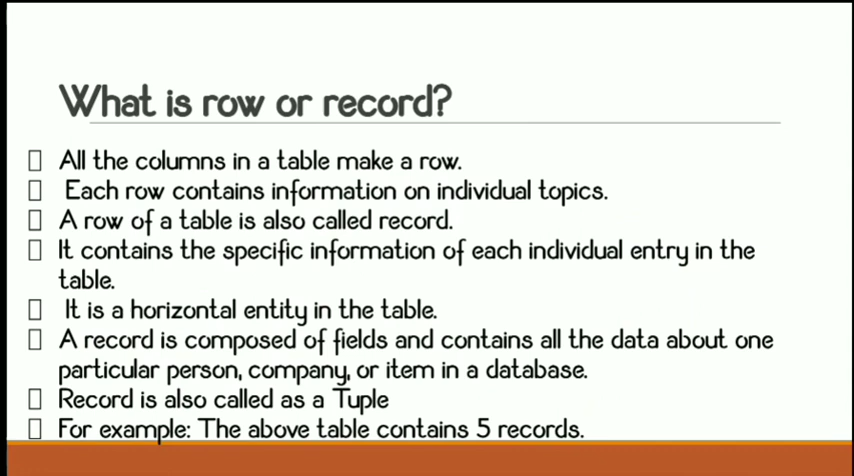 What is row or record?
All the columns in a table make a row.
Each row contains information on individual topics.
A row of a table is also called record.
It contains the specific information of each individual entry in the
table.
It is a horizontal entity in the table.
A record is composed of fields and contains all the data about one
particular person, company, or item in a database.
Record is also called as a Tuple
For example: The above table contains 5 records.